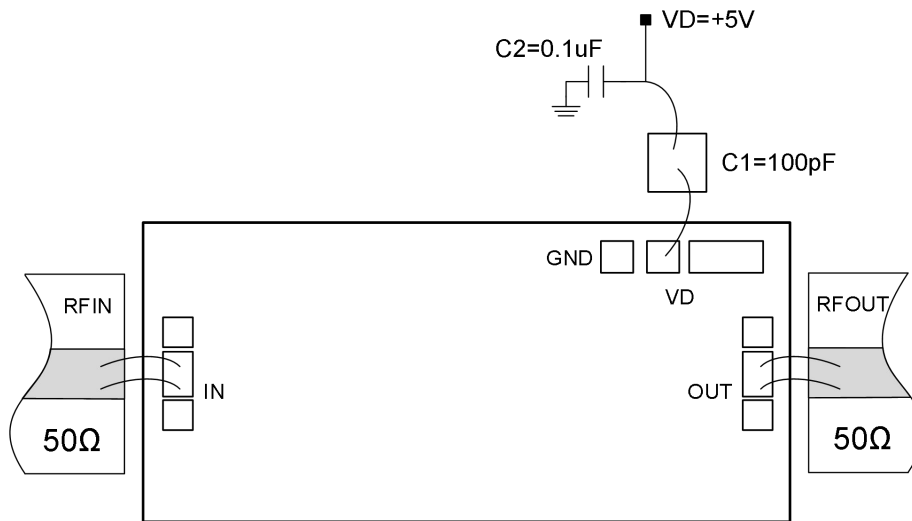 VD=+5V
C2=0.1uF
C1=100pF
GND
VD
RFIN
RFOUT
IN
OUT
50Ω
50Ω